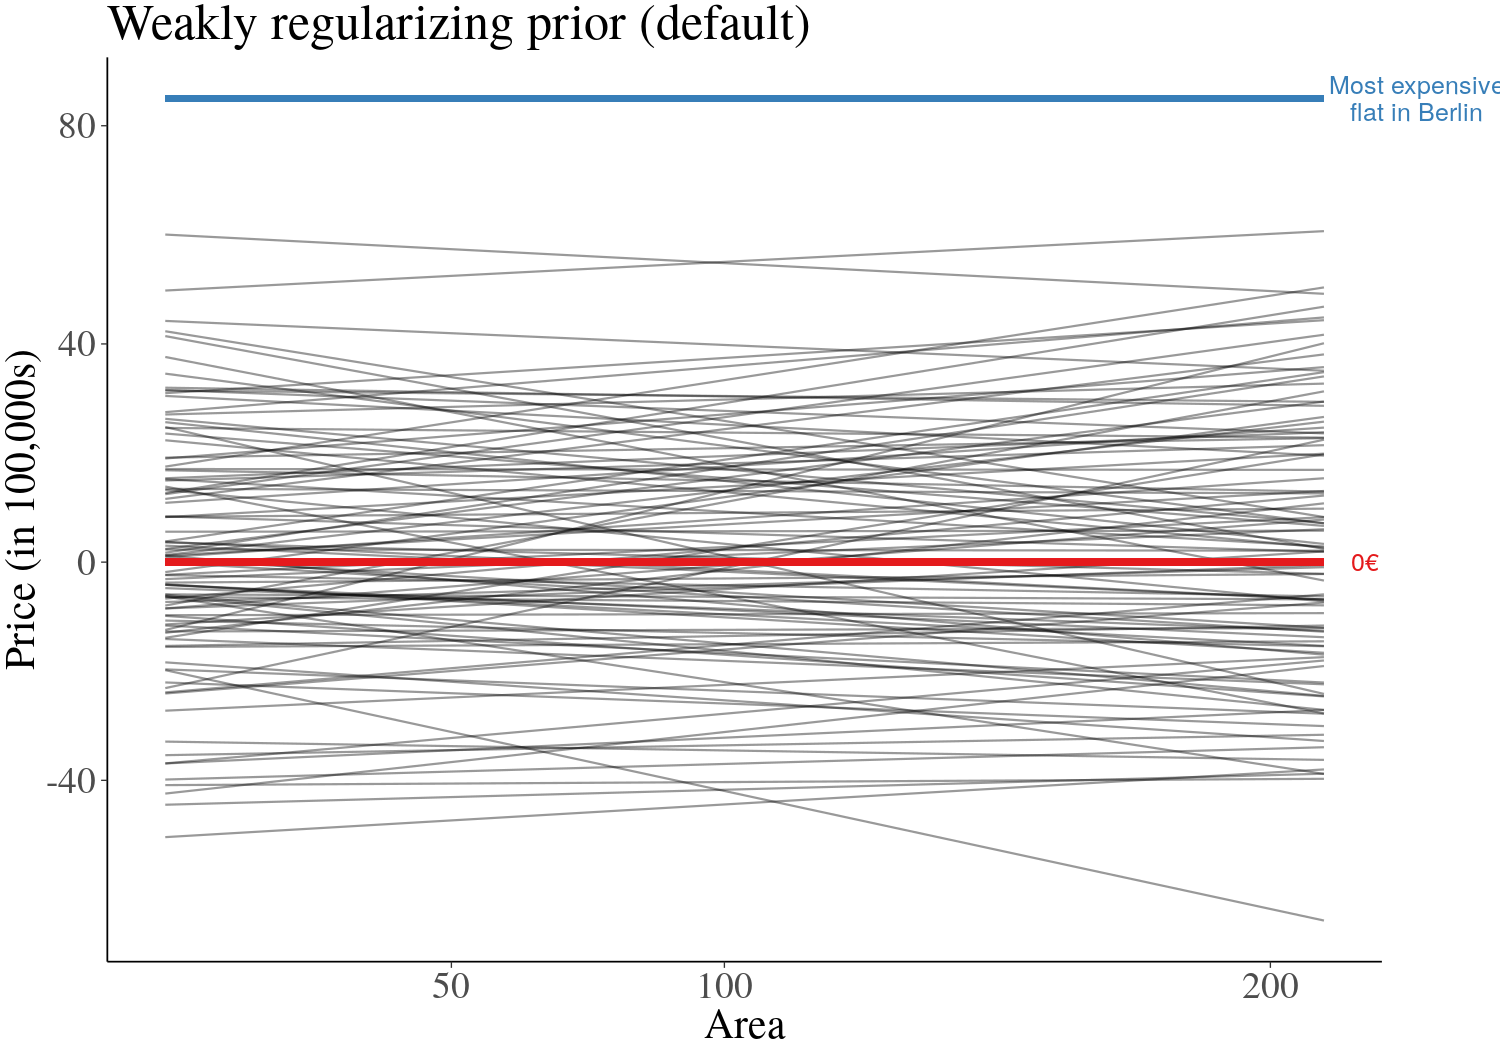 Weakly regularizing prior (default)
Most expensive
flat in Berlin
80
40
0
-40
0€
Price (in 100,000s)
50
100
200
Area